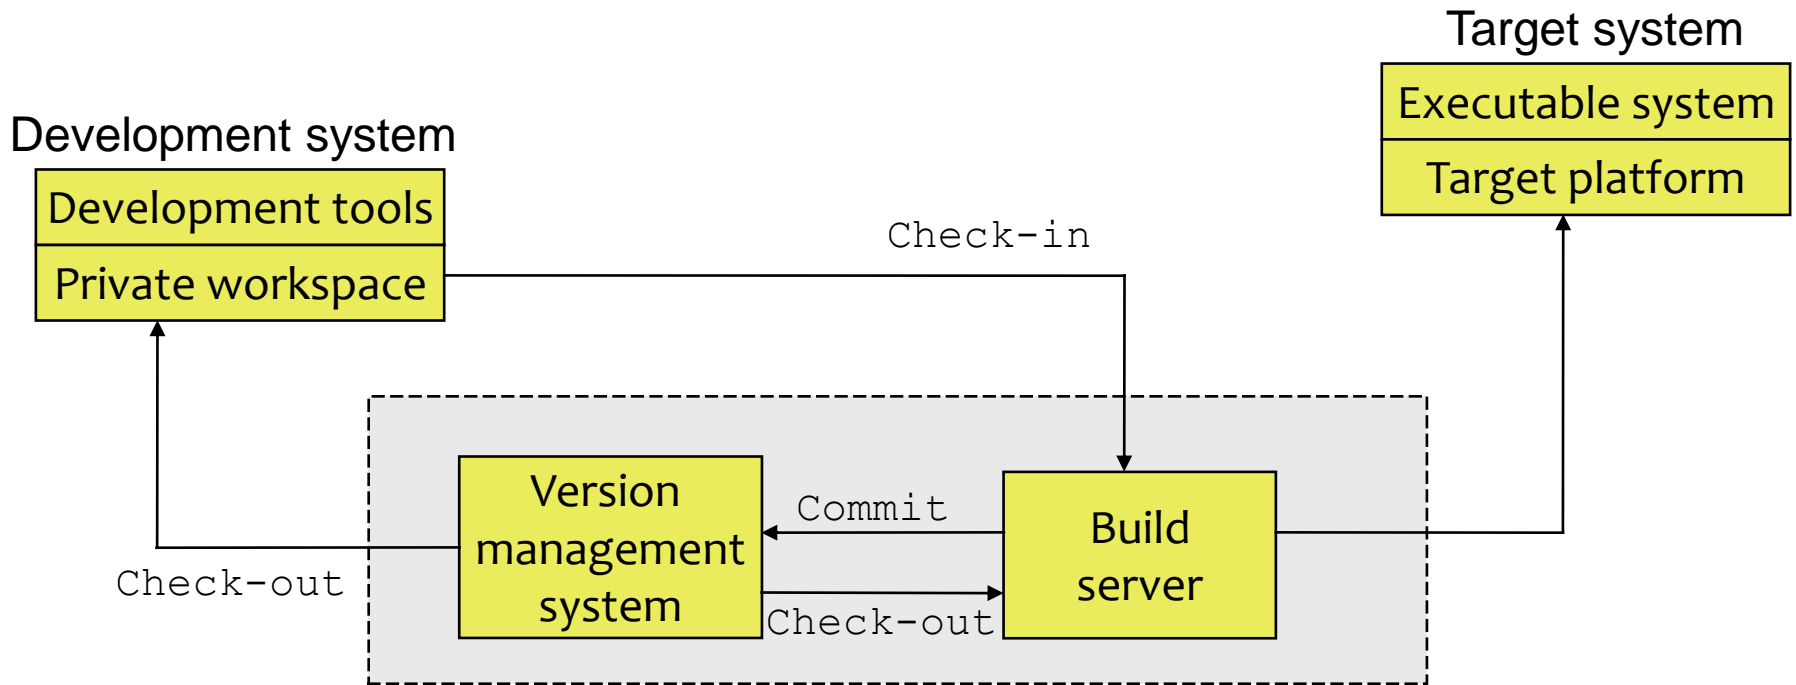 Target system
Executable system
Target platform
Development system
Development tools
Private workspace
Check-in
Version
management
system
Commit
Check-out
Build
server
Check-out